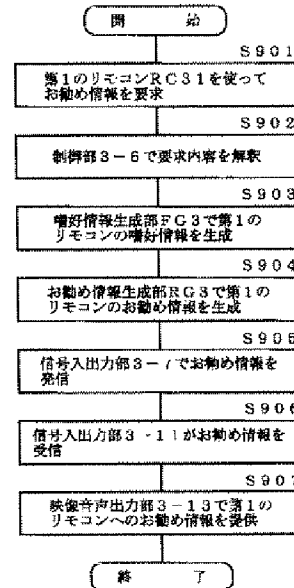 開　始
S901
第1のリモコンRC31を使って
お勧め情報を要求
S902
制御部3-6で要求内容を解釈
S903
嗜好情報生成部FG3で第1の
リモコンの嗜好情報を生成
S904
お勧め情報生成部RG3で第1の
リモコンのお勧め情報を生成
S905
信号入出力部3-7でお勧め情報を
発信
S906
信号入出力部3-11がお勧め情報を
受信
S907
映像音声出力部3-13で第1の
リモコンへのお勧め情報を提供
終　了